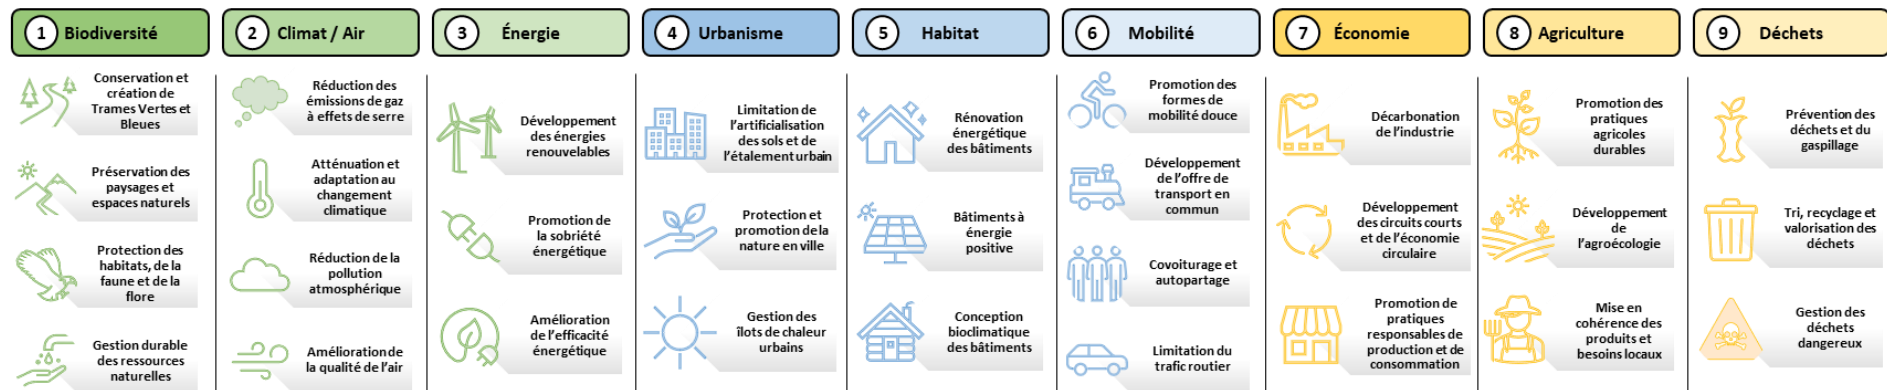 1 Biodiversité
Conservation et
création de
Trames Vertes et
Bleues
Préservation des
paysages et
espaces naturels
Protection des
habitats, de la
faune et de la
flore
Gestion durable
des ressources
naturelles
2 Climat / Air
Réduction des
émissions de gaz
à effets de serre
Atténuation et
adaptation au
changement
climatique
Réduction de la
pollution
atmosphérique
Amélioration de
la qualité de l'air
3 Énergie
Développement
des énergies
renouvelables
Promotion de
la sobriété
énergétique
Amélioration
de l'efficacité
énergétique
4 Urbanisme
Limitation de
l'artificialisation
des sols et de
l'étalement urbain
Protection et
promotion de la
nature en ville
Gestion des
îlots de chaleur
urbains
5 Habitat
Rénovation
énergétique
des bâtiments
Bâtiments à
énergie
positive
Conception
bioclimatique
des bâtiments
6 Mobilité
Promotion des
formes de
mobilité douce
Développement
de l'offre de
transport en
commun
Covoiturage et
autopartage
Limitation du
trafic routier
7 Économie
Décarbonation
de l'industrie
Développement
des circuits courts
et de l'économie
circulaire
Promotion de
pratiques
responsables de
production et de
consommation
8 Agriculture
Promotion des
pratiques
agricoles
durables
Développement
de
l'agroécologie
Mise en
cohérence des
produits et
besoins locaux
9 Déchets
Prévention des
déchets et du
gaspillage
Tri, recyclage et
valorisation des
déchets
Gestion des
déchets
dangereux